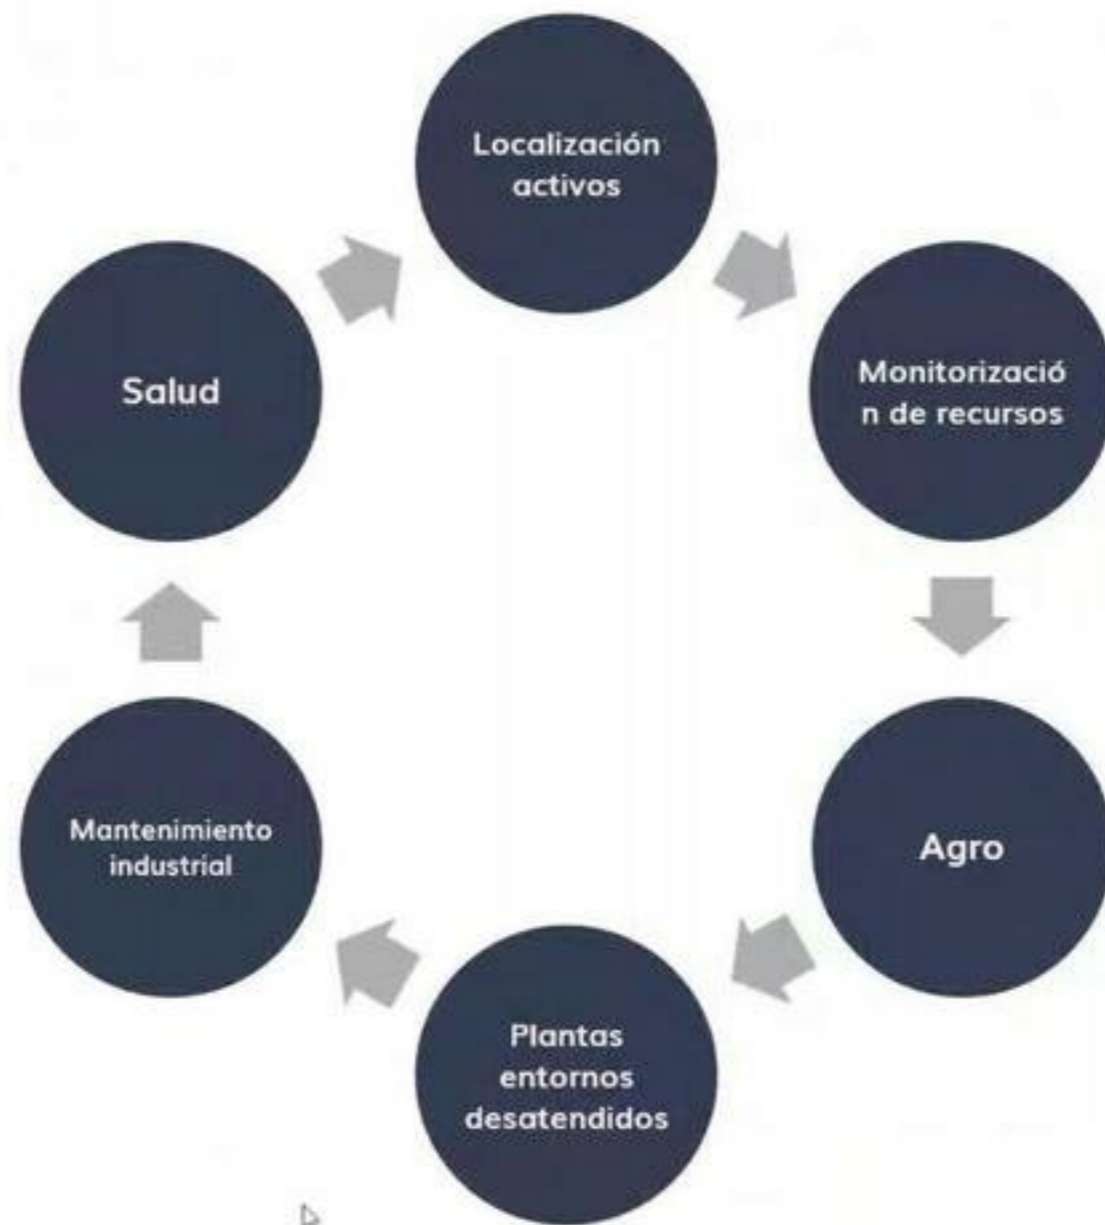 Localización
activos
Monitorizació
n de recursos
Agro
Plantas
entornos
desatendidos
Mantenimiento
industrial
Salud